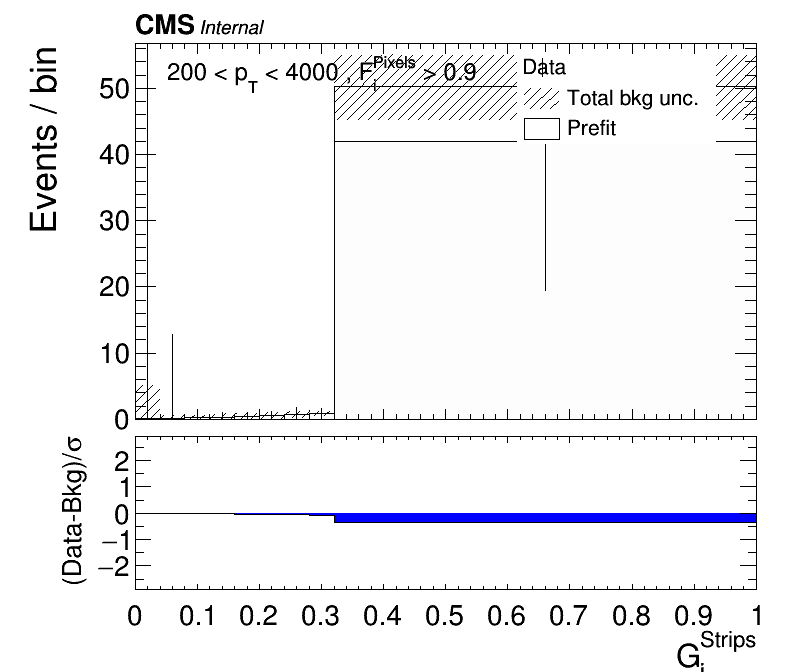 CMS Internal
200 < p_T < 4000 , F_i^Pixels > 0.9
Data
Total bkg unc.
Prefit
Events / bin
50
40
30
20
10
0
(Data-Bkg)/σ
2
1
0
−1
−2
0 0.1 0.2 0.3 0.4 0.5 0.6 0.7 0.8 0.9 1
G_i^Strips